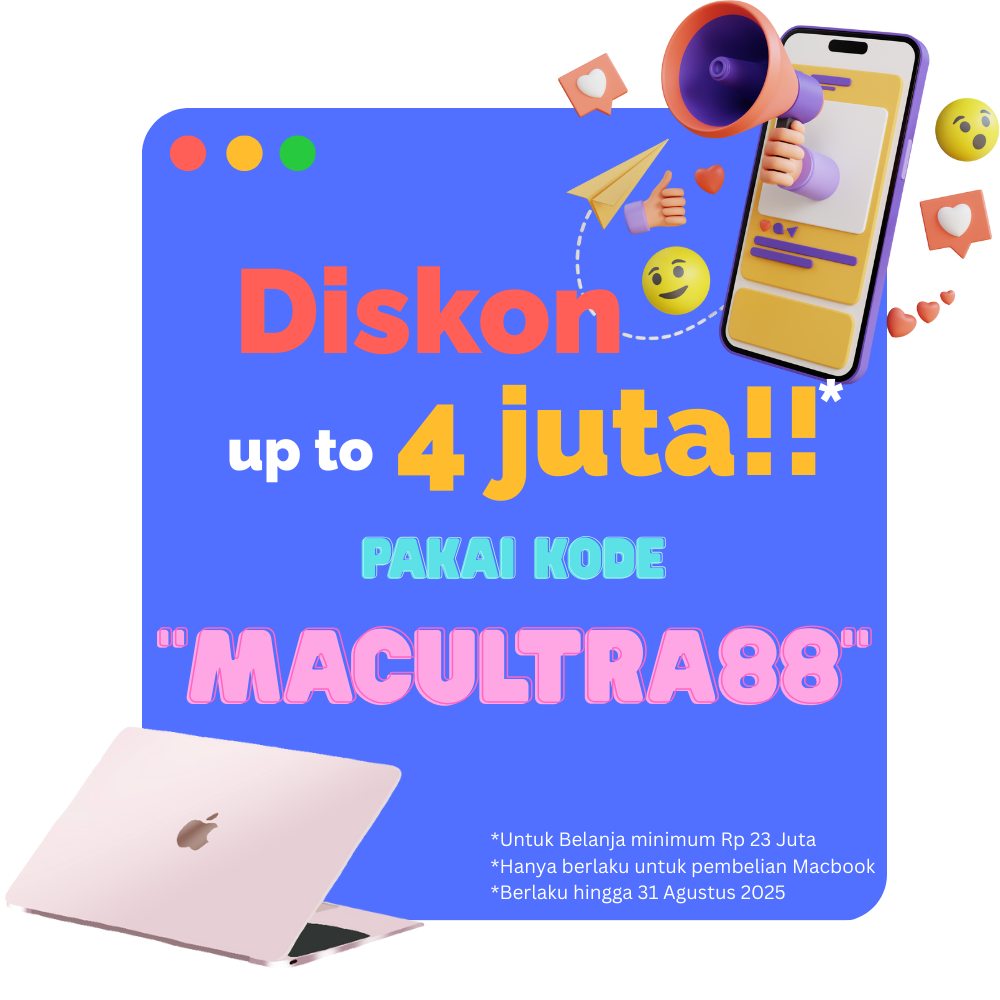 Diskon
up to 4 juta!!*
PAKAI KODE
"MACULTRA88"
*Untuk Belanja minimum Rp 23 Juta
*Hanya berlaku untuk pembelian Macbook
*Berlaku hingga 31 Agustus 2025